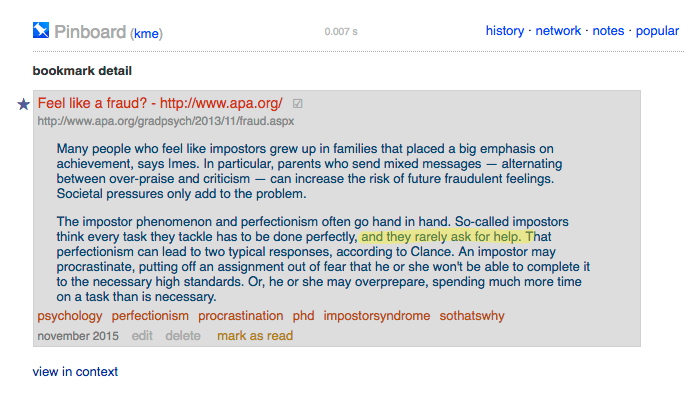 Pinboard (kme)
0.007 s
history · network · notes · popular
bookmark detail
Feel like a fraud? - http://www.apa.org/
http://www.apa.org/gradpsych/2013/11/fraud.aspx
Many people who feel like impostors grew up in families that placed a big emphasis on
achievement, says Imes. In particular, parents who send mixed messages — alternating
between over-praise and criticism — can increase the risk of future fraudulent feelings.
Societal pressures only add to the problem.
The impostor phenomenon and perfectionism often go hand in hand. So-called impostors
think every task they tackle has to be done perfectly, and they rarely ask for help. That
perfectionism can lead to two typical responses, according to Clance. An impostor may
procrastinate, putting off an assignment out of fear that he or she won't be able to complete it
to the necessary high standards. Or, he or she may overprepare, spending much more time
on a task than is necessary.
psychology perfectionism procrastination phd impostorsyndrome sothatswhy
november 2015 edit delete mark as read
view in context